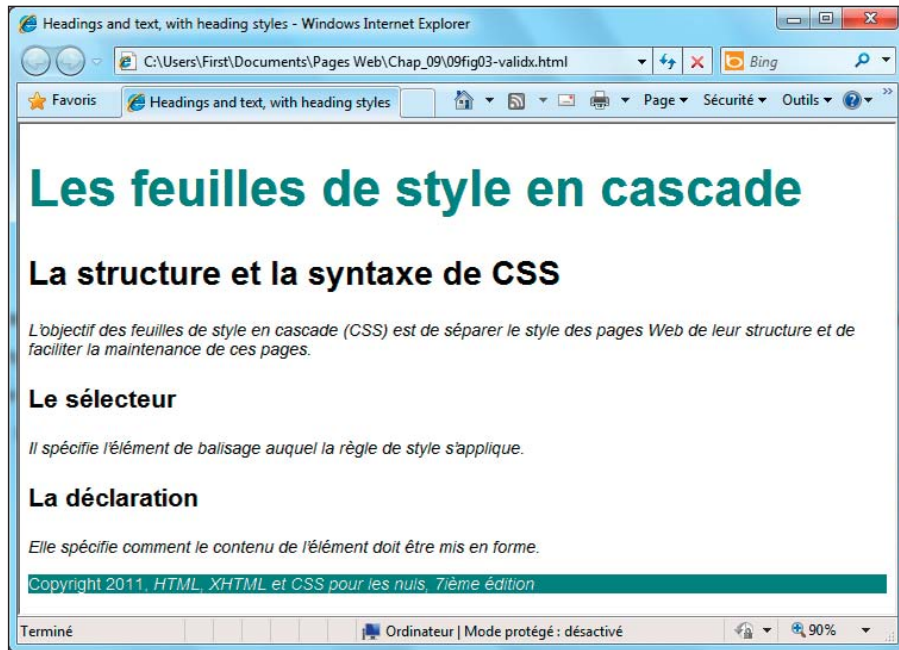 Headings and text, with heading styles - Windows Internet Explorer
C:\Users\First\Documents\Pages Web\Chap_09\09fig03-validx.html
Bing
Favoris
Headings and text, with heading styles
Page
Sécurité
Outils
Les feuilles de style en cascade
La structure et la syntaxe de CSS
L'objectif des feuilles de style en cascade (CSS) est de séparer le style des pages Web de leur structure et de
faciliter la maintenance de ces pages.
Le sélecteur
Il spécifie l'élément de balisage auquel la règle de style s'applique.
La déclaration
Elle spécifie comment le contenu de l'élément doit être mis en forme.
Copyright 2011, HTML, XHTML et CSS pour les nuls, 7ième édition
Terminé
Ordinateur | Mode protégé : désactivé
90%